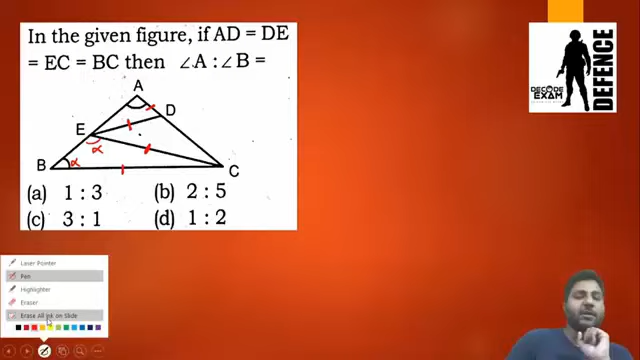 In the given figure, if AD = DE
= EC = BC then ∠A : ∠B =
A
D
E
α
B
α
C
(a) 1 : 3 (b) 2 : 5
(c) 3 : 1 (d) 1 : 2
DECODE
EXAM
DEFENCE
Laser Pointer
Pen
Highlighter
Eraser
Erase All Ink on Slide